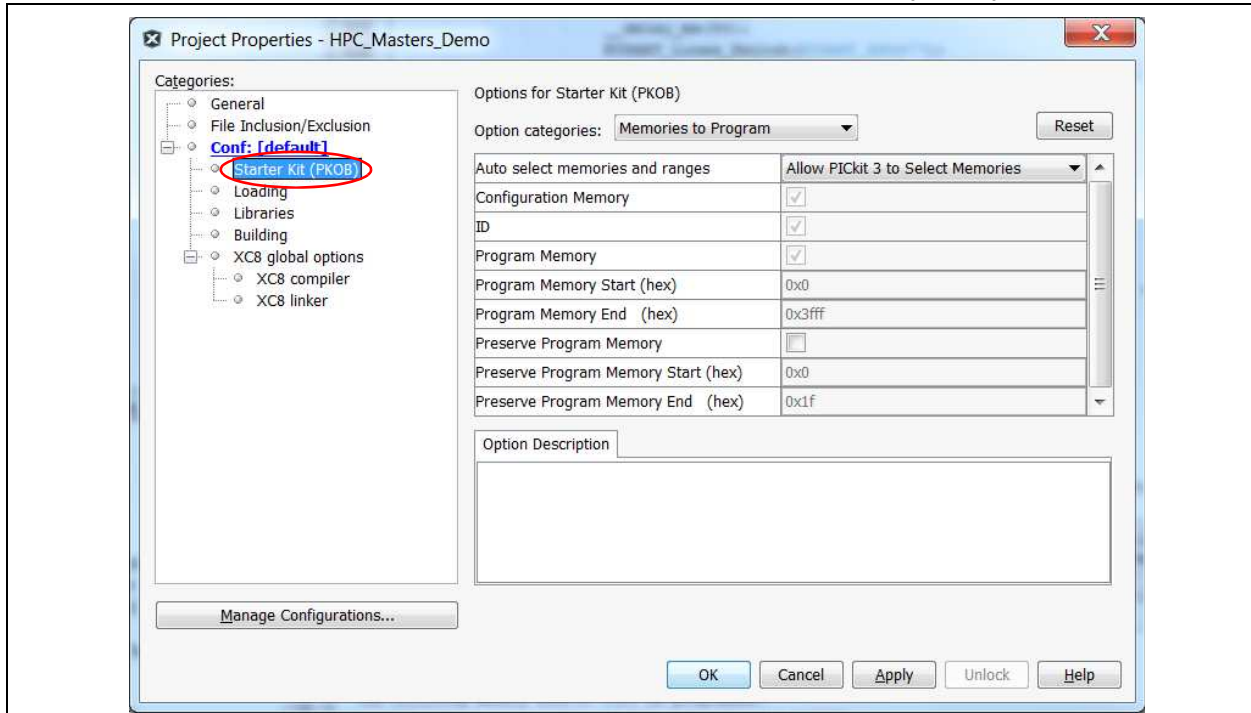 Project Properties - HPC_Masters_Demo
X
Categories:
General
File Inclusion/Exclusion
Conf: [default]
Starter Kit (PKOB)
Loading
Libraries
Building
XC8 global options
XC8 compiler
XC8 linker
Manage Configurations...
Options for Starter Kit (PKOB)
Option categories: Memories to Program Reset
Auto select memories and ranges Allow PICkit 3 to Select Memories
Configuration Memory
ID
Program Memory
Program Memory Start (hex) 0x0
Program Memory End (hex) 0x3fff
Preserve Program Memory
Preserve Program Memory Start (hex) 0x0
Preserve Program Memory End (hex) 0x1f
Option Description
OK Cancel Apply Unlock Help